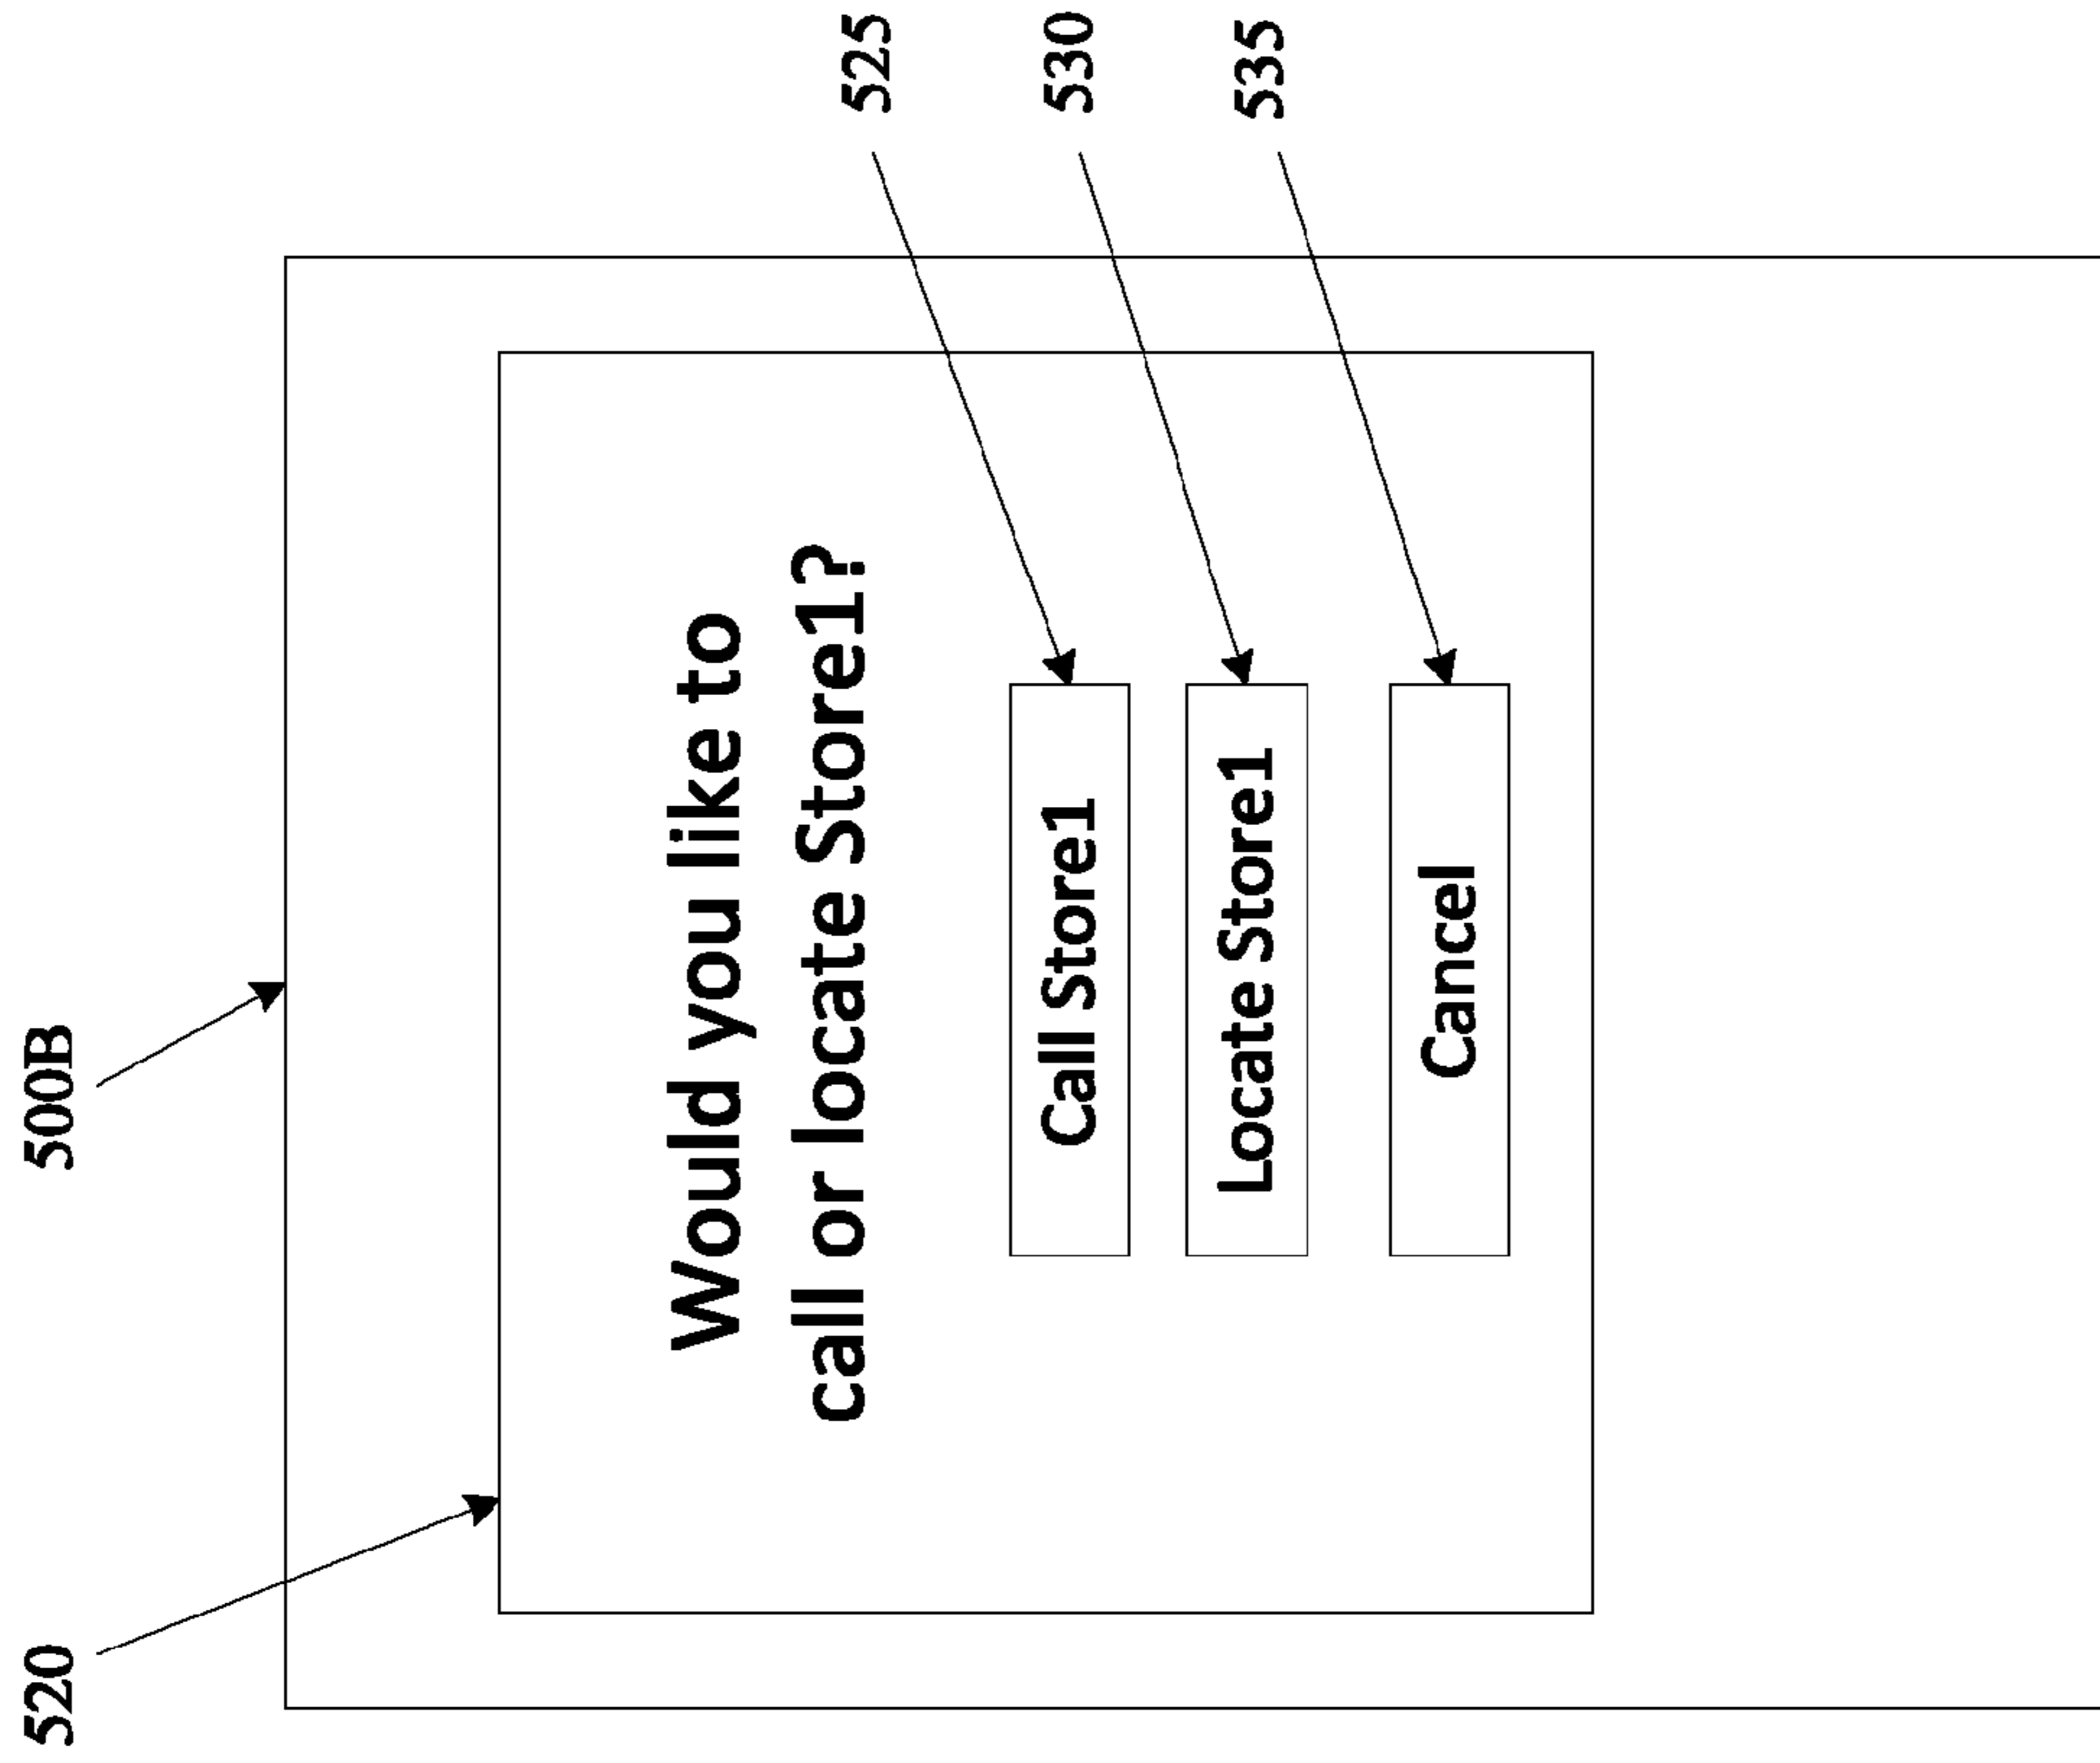 500B
520
Would you like to
call or locate Store1?
Call Store1
525
Locate Store1
530
Cancel
535